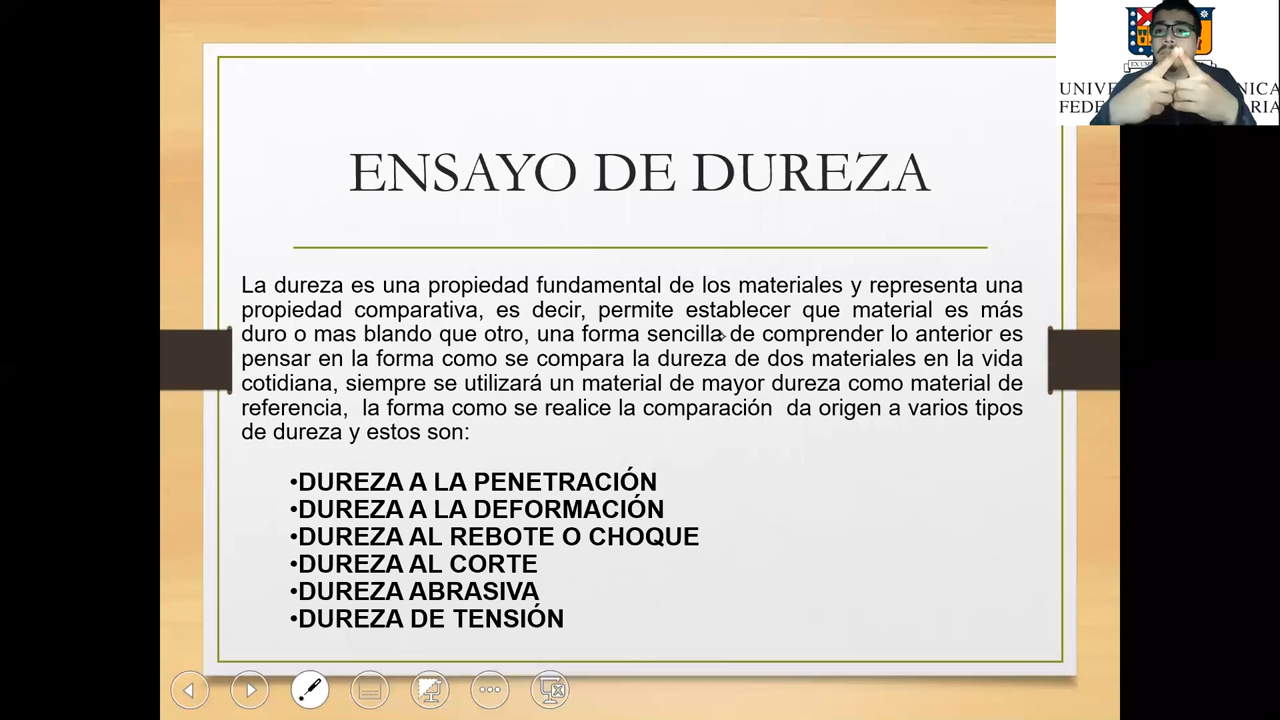 ENSAYO DE DUREZA
La dureza es una propiedad fundamental de los materiales y representa una
propiedad comparativa, es decir, permite establecer que material es más
duro o mas blando que otro, una forma sencilla de comprender lo anterior es
pensar en la forma como se compara la dureza de dos materiales en la vida
cotidiana, siempre se utilizará un material de mayor dureza como material de
referencia, la forma como se realice la comparación da origen a varios tipos
de dureza y estos son:
•DUREZA A LA PENETRACIÓN
•DUREZA A LA DEFORMACIÓN
•DUREZA AL REBOTE O CHOQUE
•DUREZA AL CORTE
•DUREZA ABRASIVA
•DUREZA DE TENSIÓN